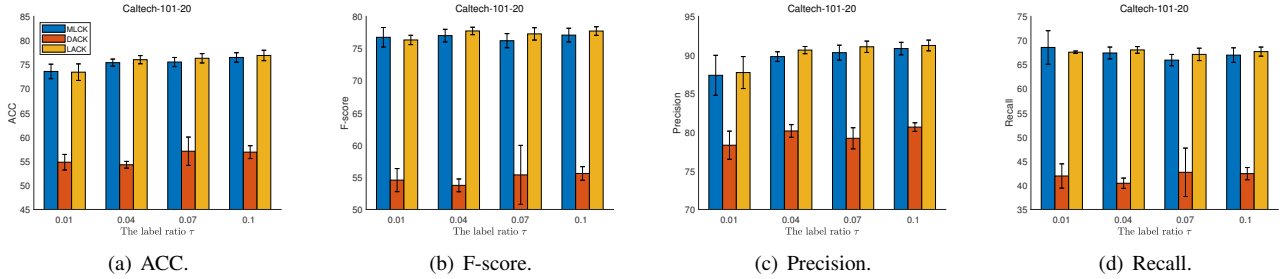 Caltech-101-20
85
80
75
70
65
60
55
50
45
ACC
MLCK
DACK
LACK
0.01 0.04 0.07 0.1
The label ratio τ
(a) ACC.
Caltech-101-20
80
75
70
65
60
55
50
F-score
0.01 0.04 0.07 0.1
The label ratio τ
(b) F-score.
Caltech-101-20
95
90
85
80
75
70
Precision
0.01 0.04 0.07 0.1
The label ratio τ
(c) Precision.
Caltech-101-20
75
70
65
60
55
50
45
40
35
Recall
0.01 0.04 0.07 0.1
The label ratio τ
(d) Recall.